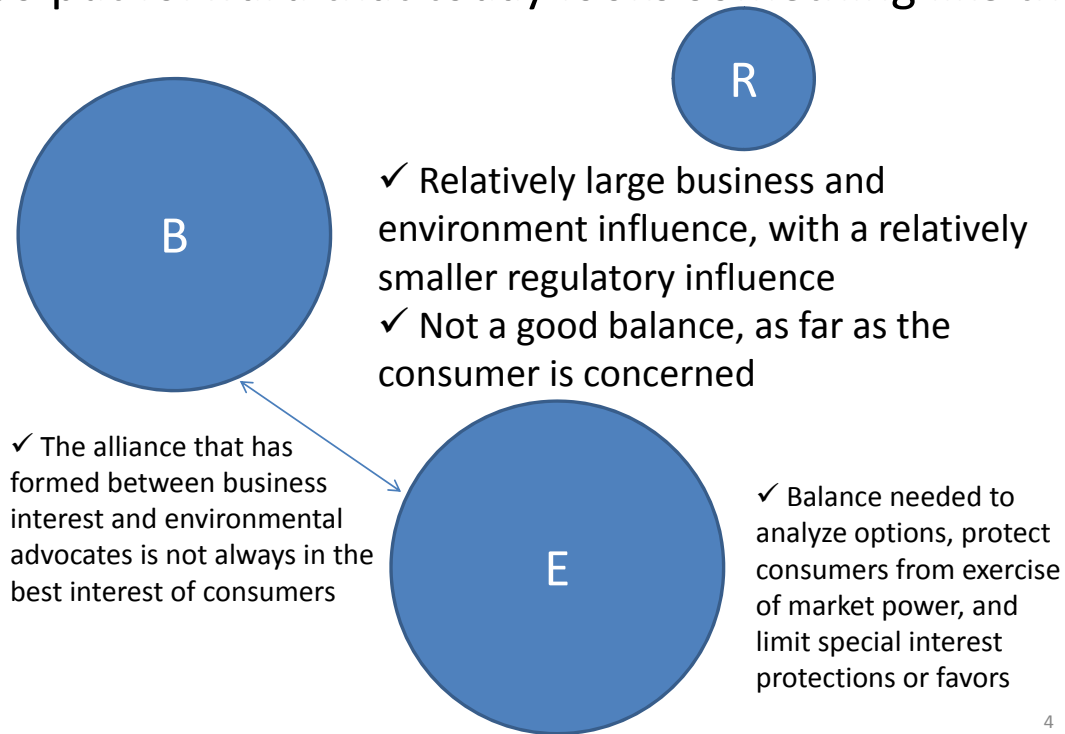 R
B
✓ Relatively large business and
environment influence, with a relatively
smaller regulatory influence
✓ Not a good balance, as far as the
consumer is concerned
✓ The alliance that has
formed between business
interest and environmental
advocates is not always in the
best interest of consumers
E
✓ Balance needed to
analyze options, protect
consumers from exercise
of market power, and
limit special interest
protections or favors
4